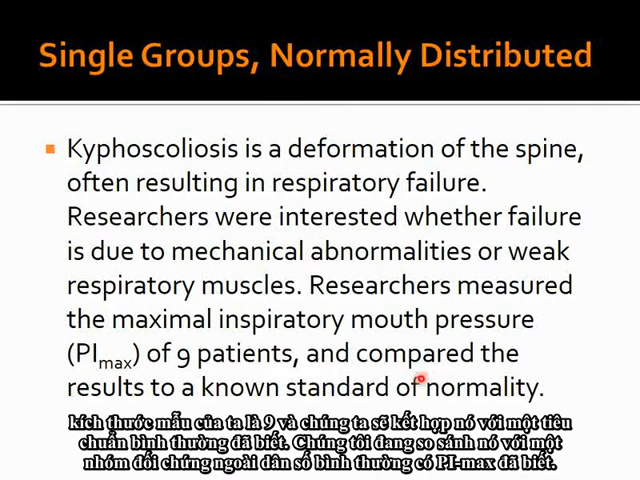 Single Groups, Normally Distributed
Kyphoscoliosis is a deformation of the spine,
often resulting in respiratory failure.
Researchers were interested whether failure
is due to mechanical abnormalities or weak
respiratory muscles. Researchers measured
the maximal inspiratory mouth pressure
(PImax) of 9 patients, and compared the
results to a known standard of normality.
kích thước mẫu của ta là 9 và chúng ta sẽ kết hợp nó với một tiêu
chuẩn bình thường đã biết. Chúng tôi đang so sánh nó với một
nhóm đối chứng ngoài dân số bình thường có P.I-max đã biết.